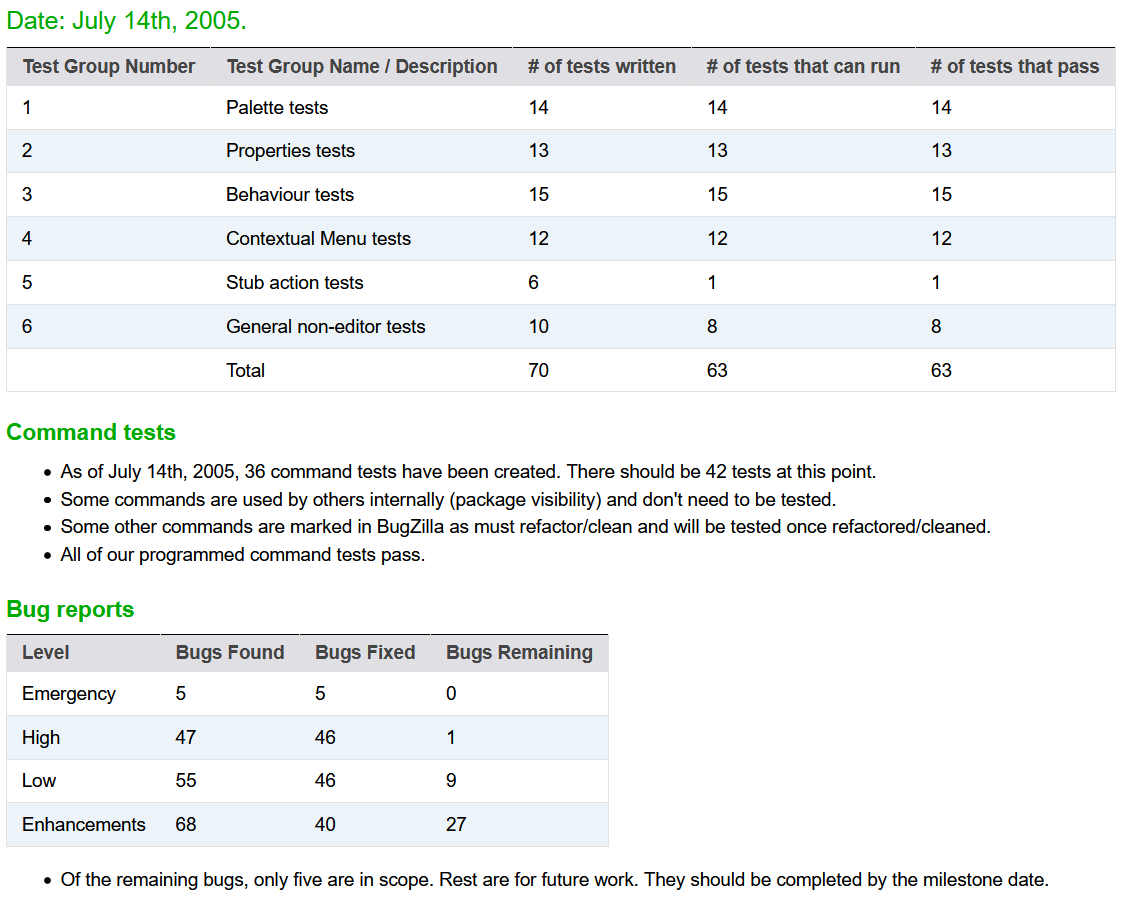 Date: July 14th, 2005.
Test Group Number Test Group Name / Description # of tests written # of tests that can run # of tests that pass
1 Palette tests 14 14 14
2 Properties tests 13 13 13
3 Behaviour tests 15 15 15
4 Contextual Menu tests 12 12 12
5 Stub action tests 6 1 1
6 General non-editor tests 10 8 8
Total 70 63 63
Command tests
• As of July 14th, 2005, 36 command tests have been created. There should be 42 tests at this point.
• Some commands are used by others internally (package visibility) and don't need to be tested.
• Some other commands are marked in BugZilla as must refactor/clean and will be tested once refactored/cleaned.
• All of our programmed command tests pass.
Bug reports
Level Bugs Found Bugs Fixed Bugs Remaining
Emergency 5 5 0
High 47 46 1
Low 55 46 9
Enhancements 68 40 27
• Of the remaining bugs, only five are in scope. Rest are for future work. They should be completed by the milestone date.